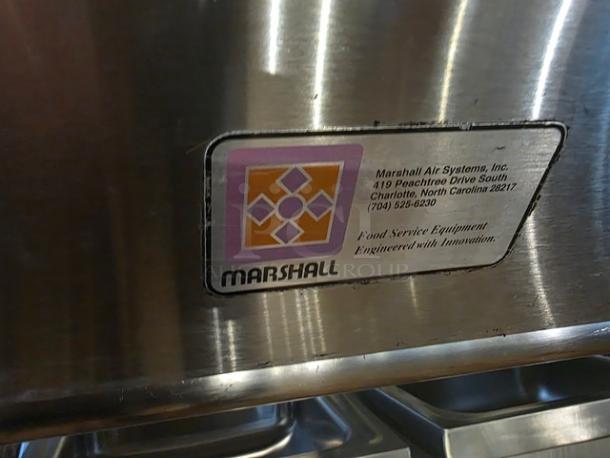 Marshall Air Systems, Inc.
419 Peachtree Drive South
Charlotte, North Carolina 28217
(704) 525-6230
Food Service Equipment
Engineered with Innovation.
MARSHALL
GROUP